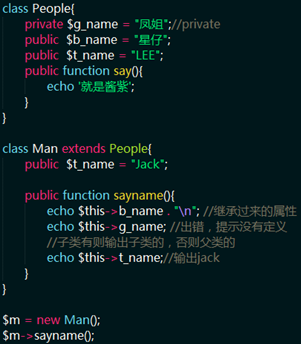 class People{
private $g_name = "凤姐";//private
public $b_name = "星仔";
public $t_name = "LEE";
public function say(){
echo '就是酱紫';
}
}
class Man extends People{
public $t_name = "Jack";
public function sayname(){
echo $this->b_name . "\n"; //继承过来的属性
echo $this->g_name; //出错，提示没有定义
//子类有则输出子类的，否则父类的
echo $this->t_name;//输出jack
}
}
$m = new Man();
$m->sayname();